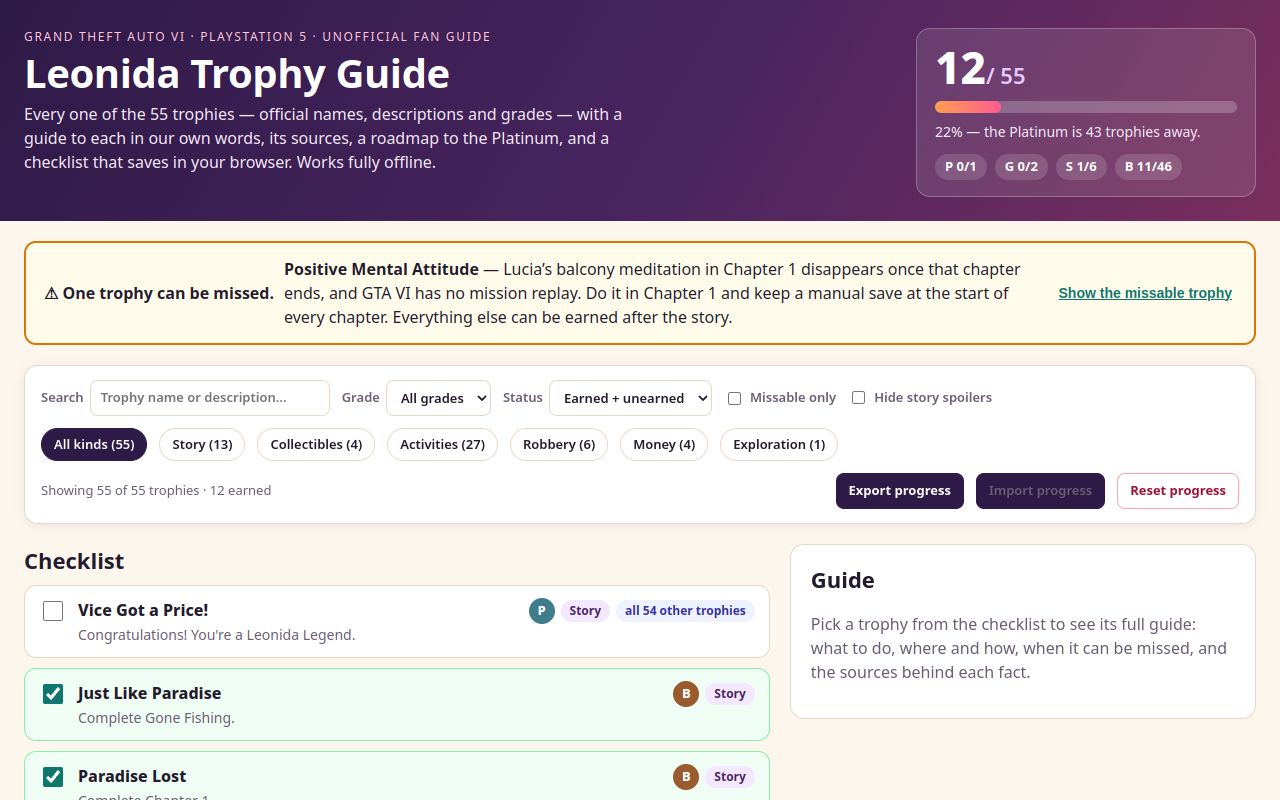 GRAND THEFT AUTO VI · PLAYSTATION 5 · UNOFFICIAL FAN GUIDE
Leonida Trophy Guide
Every one of the 55 trophies — official names, descriptions and grades — with a
guide to each in our own words, its sources, a roadmap to the Platinum, and a
checklist that saves in your browser. Works fully offline.
12 / 55
22% — the Platinum is 43 trophies away.
P 0/1 G 0/2 S 1/6 B 11/46
⚠ One trophy can be missed.
Positive Mental Attitude — Lucia’s balcony meditation in Chapter 1 disappears once that chapter
ends, and GTA VI has no mission replay. Do it in Chapter 1 and keep a manual save at the start of
every chapter. Everything else can be earned after the story.
Show the missable trophy
Search Trophy name or description... Grade All grades Status Earned + unearned Missable only Hide story spoilers
All kinds (55) Story (13) Collectibles (4) Activities (27) Robbery (6) Money (4) Exploration (1)
Showing 55 of 55 trophies · 12 earned
Export progress Import progress Reset progress
Checklist
Vice Got a Price! P Story all 54 other trophies
Congratulations! You're a Leonida Legend.
Just Like Paradise B Story
Complete Gone Fishing.
Paradise Lost B Story
Complete Chapter 1.
Guide
Pick a trophy from the checklist to see its full guide:
what to do, where and how, when it can be missed, and
the sources behind each fact.